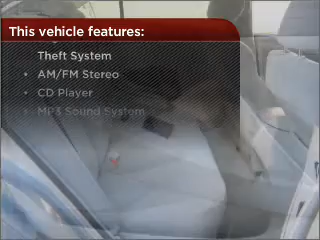 This vehicle features:
Theft System
• AM/FM Stereo
• CD Player
• MP3 Sound System